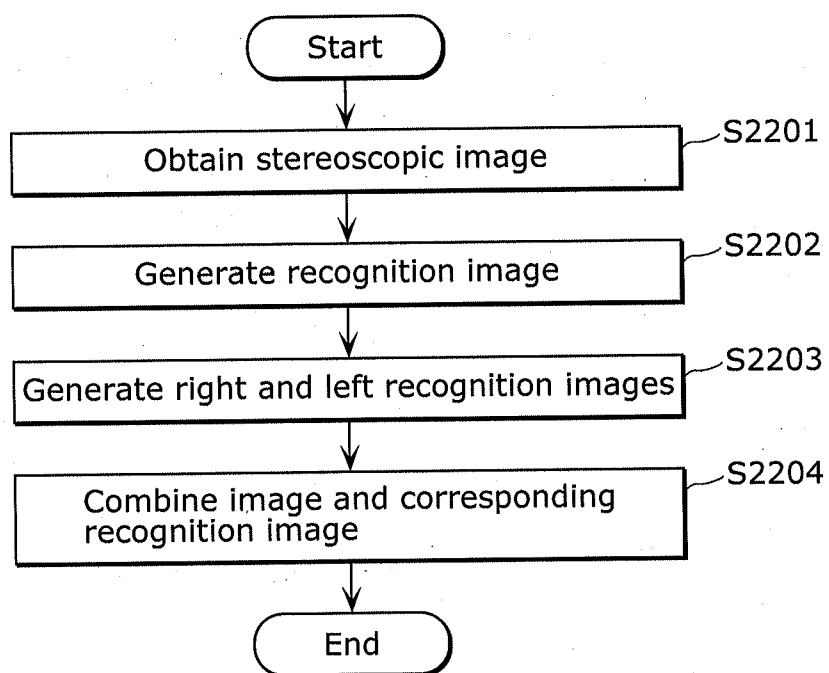 Start
S2201
Obtain stereoscopic image
S2202
Generate recognition image
S2203
Generate right and left recognition images
S2204
Combine image and corresponding
recognition image
End